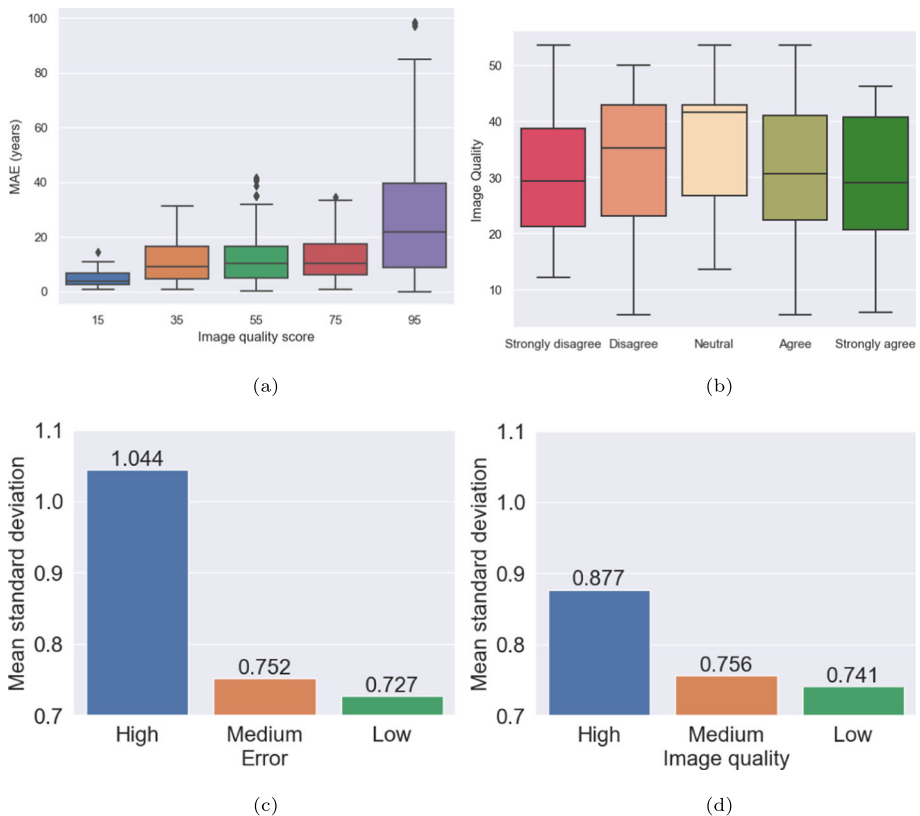 100
80
60
40
20
0
MAE (years)
15 35 55 75 95
Image quality score
(a)
50
40
30
20
10
Image Quality
Strongly disagree Disagree Neutral Agree Strongly agree
(b)
1.1
1.0
0.9
0.8
0.7
Mean standard deviation
1.044
0.752
0.727
High Medium Low
Error
(c)
1.1
1.0
0.9
0.8
0.7
Mean standard deviation
0.877
0.756
0.741
High Medium Low
Image quality
(d)